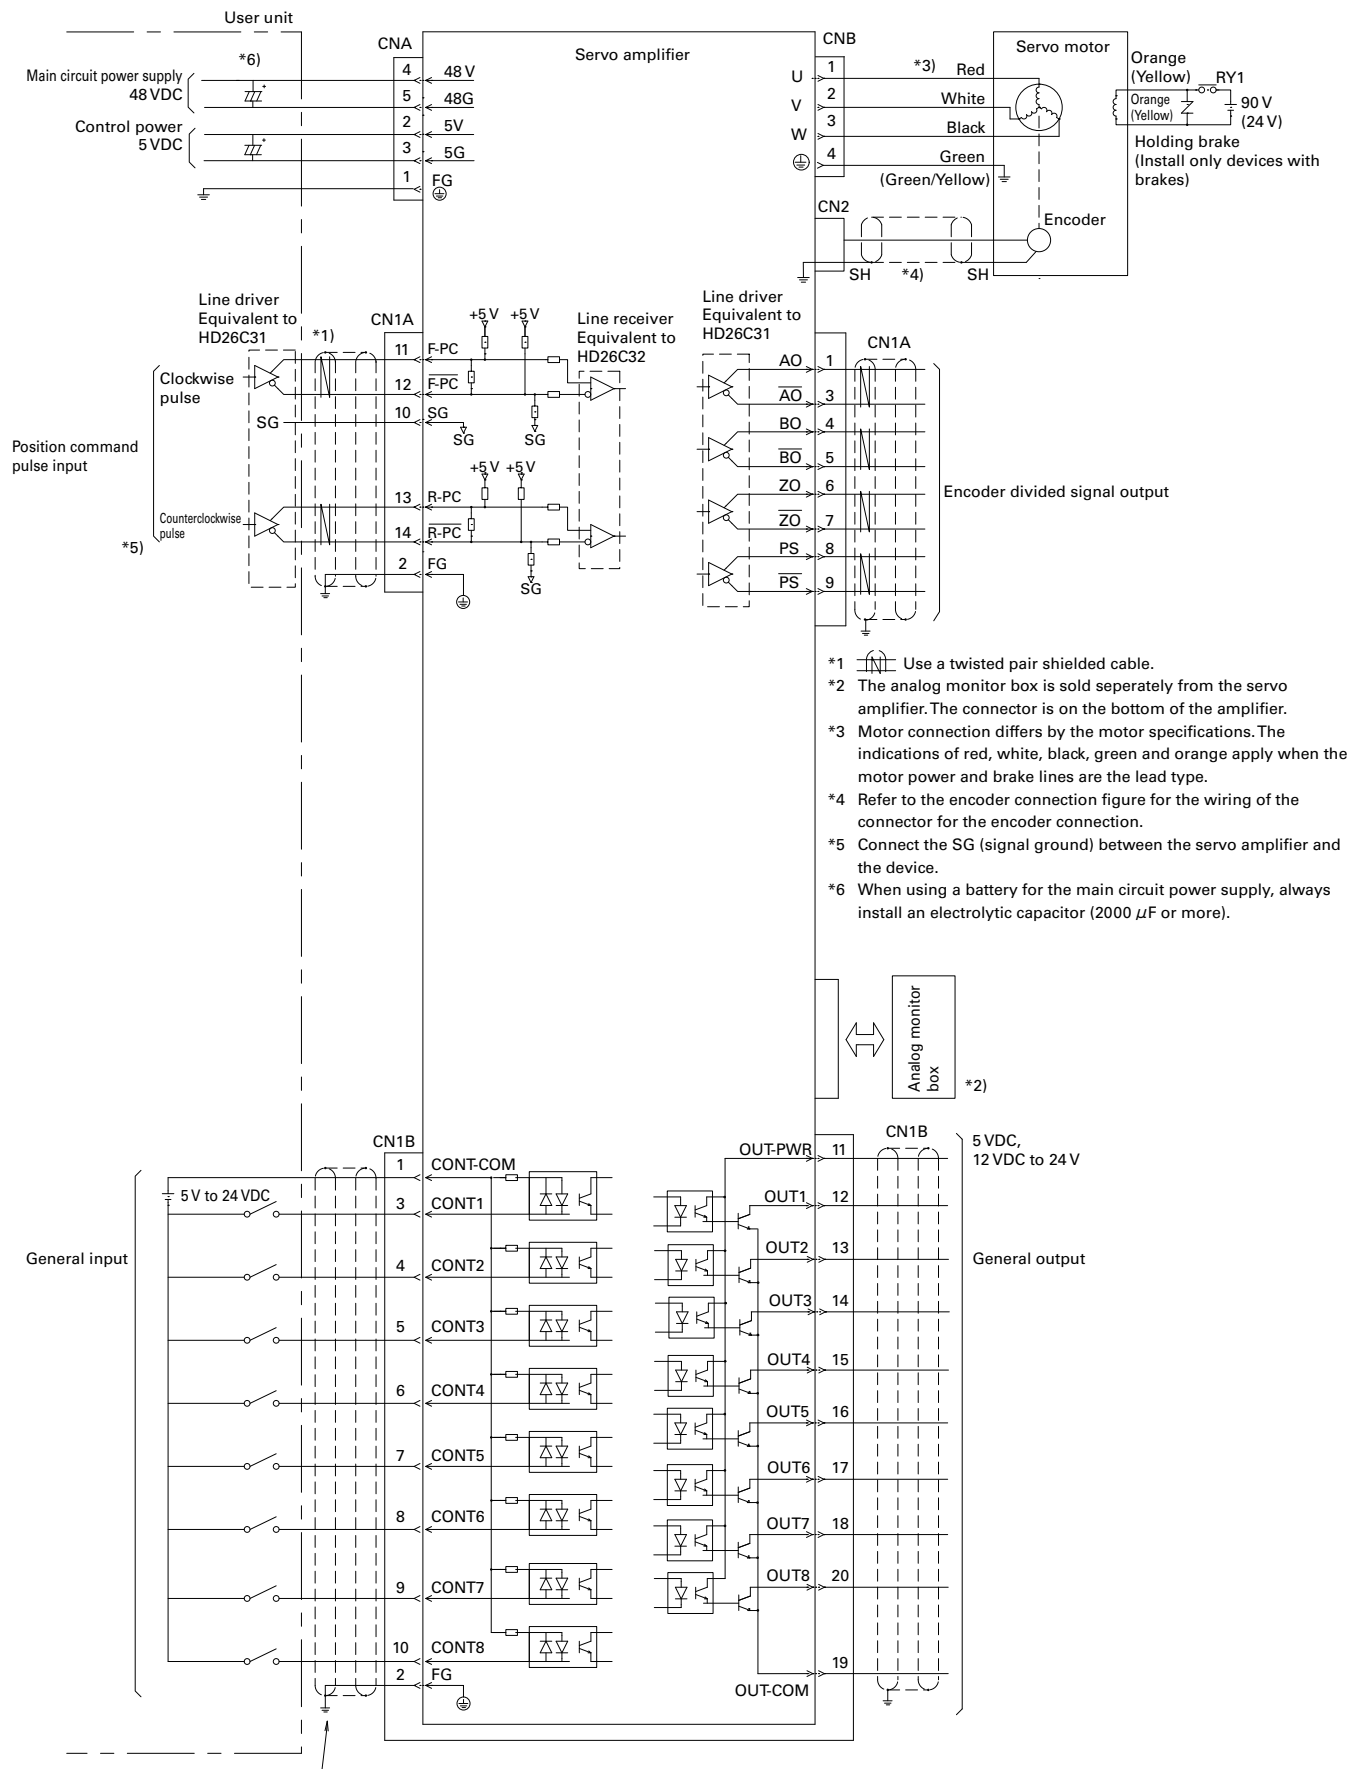 User unit
CNA
Servo amplifier
CNB
Servo motor
*6)
Main circuit power supply
48 VDC
4
48 V
5
48G
Control power
5 VDC
2
5V
3
5G
1
FG
U
1
*3)
Red
V
2
White
W
3
Black
4
Green
(Green/Yellow)
Orange
(Yellow)
RY1
Orange
(Yellow)
90 V
(24 V)
Holding brake
(Install only devices with
brakes)
CN2
Encoder
SH
*4)
SH
Line driver
Equivalent to
HD26C31
*1)
CN1A
+5 V
+5 V
Line receiver
Equivalent to
HD26C32
Clockwise
pulse
11
F-PC
12
F-PC
SG
10
SG
SG
SG
Position command
pulse input
+5 V
+5 V
Counterclockwise
pulse
13
R-PC
14
R-PC
*5)
2
FG
SG
Line driver
Equivalent to
HD26C31
CN1A
AO
1
AO
3
BO
4
BO
5
ZO
6
ZO
7
PS
8
PS
9
Encoder divided signal output
*1 Use a twisted pair shielded cable.
*2 The analog monitor box is sold seperately from the servo
amplifier. The connector is on the bottom of the amplifier.
*3 Motor connection differs by the motor specifications. The
indications of red, white, black, green and orange apply when the
motor power and brake lines are the lead type.
*4 Refer to the encoder connection figure for the wiring of the
connector for the encoder connection.
*5 Connect the SG (signal ground) between the servo amplifier and
the device.
*6 When using a battery for the main circuit power supply, always
install an electrolytic capacitor (2000 μF or more).
Analog monitor
box
*2)
CN1B
General input
5 V to 24 VDC
1
CONT-COM
3
CONT1
4
CONT2
5
CONT3
6
CONT4
7
CONT5
8
CONT6
9
CONT7
10
CONT8
2
FG
CN1B
OUT-PWR
11
5 VDC,
12 VDC to 24 V
OUT1
12
OUT2
13
General output
OUT3
14
OUT4
15
OUT5
16
OUT6
17
OUT7
18
OUT8
20
19
OUT-COM